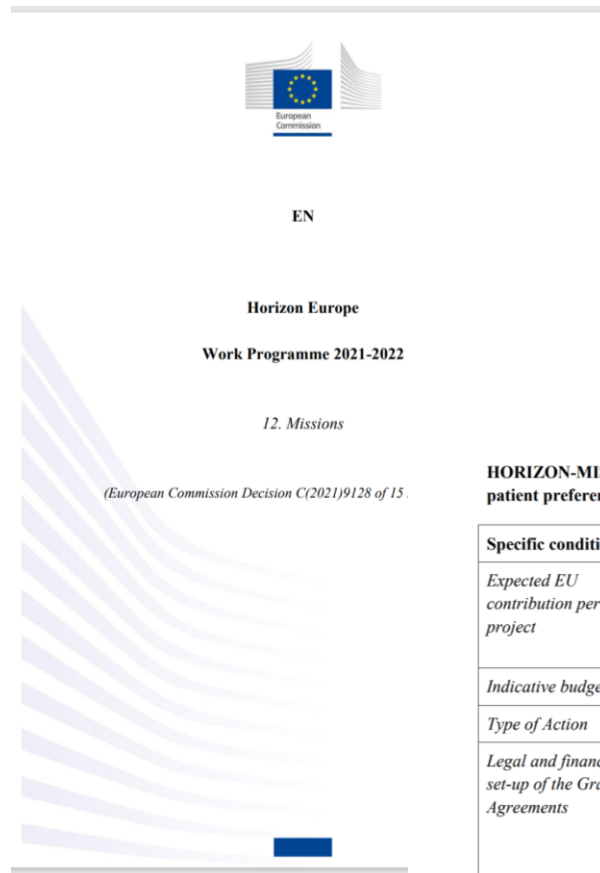 European
Commission
EN
Horizon Europe
Work Programme 2021-2022
12. Missions
(European Commission Decision C(2021)9128 of 15
HORIZON-MI
patient prefere
Specific conditi
Expected EU
contribution per
project
Indicative budge
Type of Action
Legal and financ
set-up of the Gra
Agreements